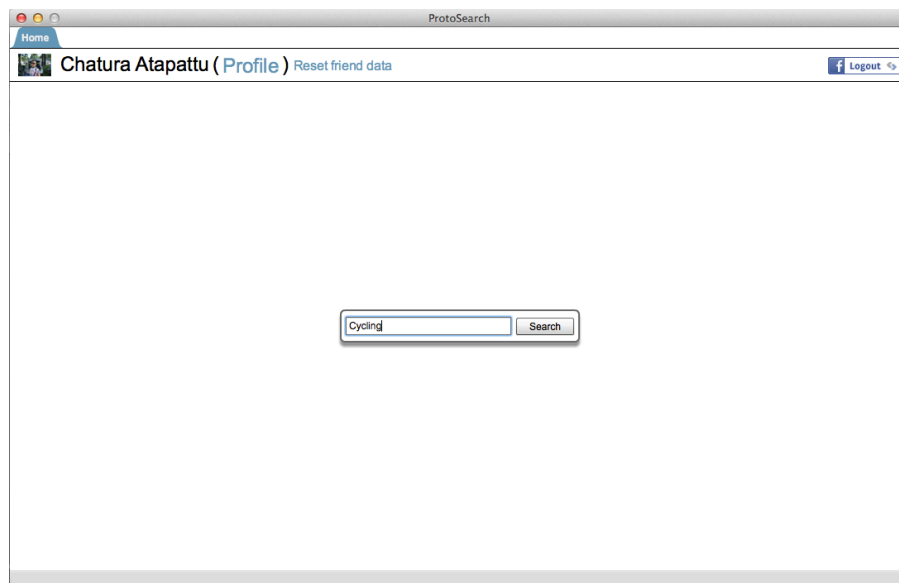 ProtoSearch
Home
Chatura Atapattu ( Profile ) Reset friend data
f Logout
Cycling Search